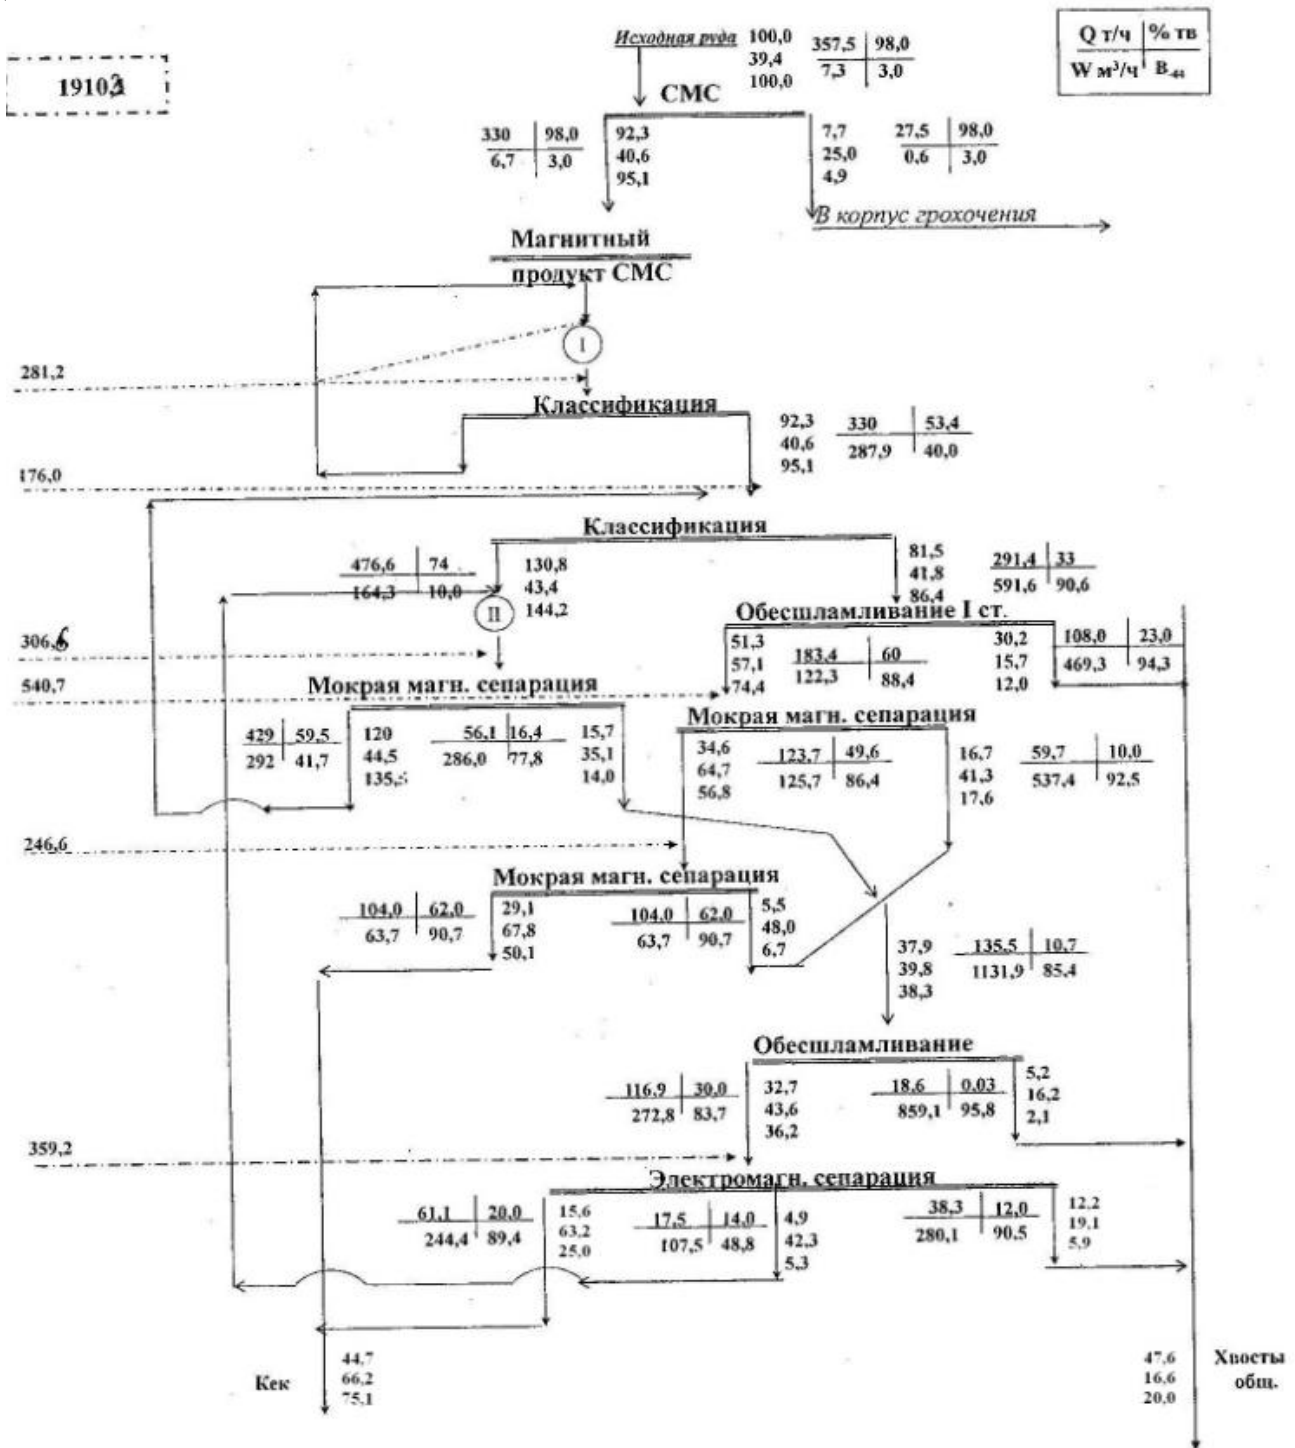 Исходная руда 100,0 357,5 98,0
39,4 7,3 3,0
100,0
Q т/ч % тв
W м³/ч В-44
19103
СМС
330 98,0 92,3
6,7 3,0 40,6
95,1
7,7 27,5 98,0
25,0 0,6 3,0
4,9
В корпус грохочения
Магнитный
продукт СМС
I
281,2
Классификация
92,3 330 53,4
40,6 287,9 40,0
95,1
176,0
Классификация
476,6 74 130,8
164,3 10,0 43,4
144,2
81,5 291,4 33
41,8 591,6 90,6
86,4
II
Обесшламливание I ст.
306,6
51,3 183,4 60
57,1 122,3 88,4
74,4
30,2 108,0 23,0
15,7 469,3 94,3
12,0
540,7
Мокрая магн. сепарация
Мокрая магн. сепарация
429 59,5 120
292 41,7 44,5
135,5
56,1 16,4 15,7
286,0 77,8 35,1
14,0
34,6 123,7 49,6
64,7 125,7 86,4
56,8
16,7 59,7 10,0
41,3 537,4 92,5
17,6
246,6
Мокрая магн. сепарация
104,0 62,0 29,1
63,7 90,7 67,8
50,1
104,0 62,0 5,5
63,7 90,7 48,0
6,7
37,9 135,5 10,7
39,8 1131,9 85,4
38,3
Обесшламливание
116,9 30,0 32,7
272,8 83,7 43,6
36,2
18,6 0,03 5,2
859,1 95,8 16,2
2,1
359,2
Электромагн. сепарация
61,1 20,0 15,6
244,4 89,4 63,2
25,0
17,5 14,0 4,9
107,5 48,8 42,3
5,3
38,3 12,0 12,2
280,1 90,5 19,1
5,9
Кек 44,7
66,2
75,1
47,6 Хвосты
16,6 общ.
20,0